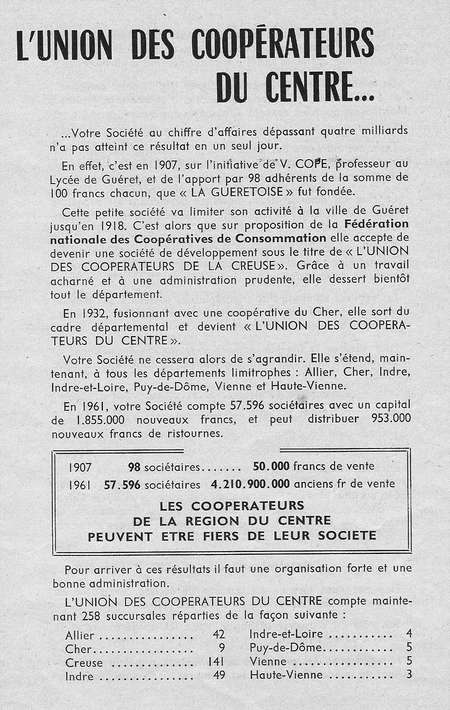 L'UNION DES COOPÉRATEURS
DU CENTRE...
...Votre Société au chiffre d'affaires dépassant quatre milliards
n'a pas atteint ce résultat en un seul jour.
En effet, c'est en 1907, sur l'initiative de V. COPE, professeur au
Lycée de Guéret, et de l'apport par 98 adhérents de la somme de
100 francs chacun, que « LA GUERETOISE » fut fondée.
Cette petite société va limiter son activité à la ville de Guéret
jusqu'en 1918. C'est alors que sur proposition de la Fédération
nationale des Coopératives de Consommation elle accepte de
devenir une société de développement sous le titre de « L'UNION
DES COOPERATEURS DE LA CREUSE ». Grâce à un travail
acharné et à une administration prudente, elle dessert bientôt
tout le département.
En 1932, fusionnant avec une coopérative du Cher, elle sort du
cadre départemental et devient « L'UNION DES COOPERA-
TEURS DU CENTRE ».
Votre Société ne cessera alors de s'agrandir. Elle s'étend, main-
tenant, à tous les départements limitrophes : Allier, Cher, Indre,
Indre-et-Loire, Puy-de-Dôme, Vienne et Haute-Vienne.
En 1961, votre Société compte 57.596 sociétaires avec un capital
de 1.855.000 nouveaux francs, et peut distribuer 953.000
nouveaux francs de ristournes.
1907 98 sociétaires....... 50.000 francs de vente
1961 57.596 sociétaires 4.210.900.000 anciens fr de vente
LES COOPERATEURS
DE LA REGION DU CENTRE
PEUVENT ETRE FIERS DE LEUR SOCIETE
Pour arriver à ces résultats il faut une organisation forte et une
bonne administration.
L'UNION DES COOPERATEURS DU CENTRE compte mainte-
nant 258 succursales réparties de la façon suivante :
Allier ................ 42
Cher................. 9
Creuse .............. 141
Indre ................ 49
Indre-et-Loire ........... 4
Puy-de-Dôme............ 5
Vienne ................. 5
Haute-Vienne ........... 3